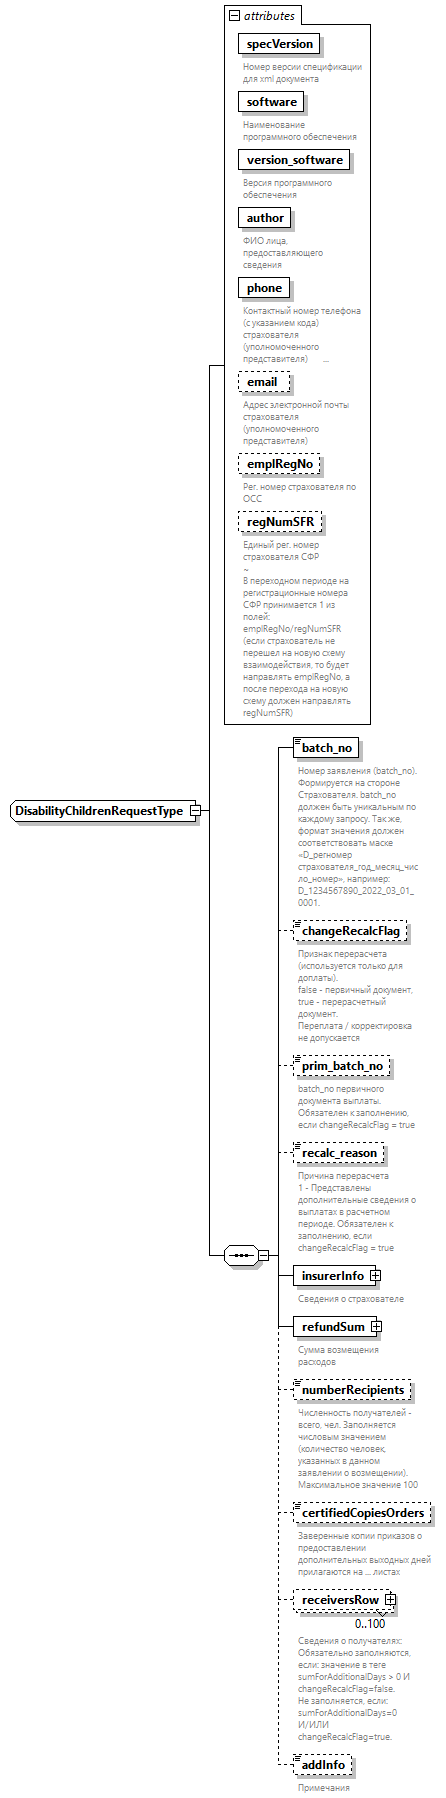 attributes
specVersion
Номер версии спецификации
для xml документа
software
Наименование
программного обеспечения
version_software
Версия программного
обеспечения
author
ФИО лица,
предоставляющего
сведения
phone
Контактный номер телефона
(с указанием кода)
страхователя
(уполномоченного
представителя) ...
email
Адрес электронной почты
страхователя
(уполномоченного
представителя)
emplRegNo
Рег. номер страхователя по
ОСС
regNumSFR
Единый рег. номер
страхователя СФР
~
В переходном периоде на
регистрационные номера
СФР принимается 1 из
полей:
emplRegNo/regNumSFR
(если страхователь не
перешел на новую схему
взаимодействия, то будет
направлять emplRegNo, а
после перехода на новую
схему должен направлять
regNumSFR)
DisabilityChildrenRequestType
batch_no
Номер заявления (batch_no).
Формируется на стороне
Страхователя. batch_no
должен быть уникальным по
каждому запросу. Так же,
формат значения должен
соответствовать маске
«D_регномер
страхователя_год_месяц_чис
ло_номер», например:
D_1234567890_2022_03_01_
0001.
changeRecalcFlag
Признак перерасчета
(используется только для
доплаты).
false - первичный документ,
true - перерасчетный
документ.
Переплата / корректировка
не допускается
prim_batch_no
batch_no первичного
документа выплаты.
Обязателен к заполнению,
если changeRecalcFlag = true
recalc_reason
Причина перерасчета
1 - Представлены
дополнительные сведения о
выплатах в расчетном
периоде. Обязателен к
заполнению, если
changeRecalcFlag = true
insurerInfo
Сведения о страхователе
refundSum
Сумма возмещения
расходов
numberRecipients
Численность получателей -
всего, чел. Заполняется
числовым значением
(количество человек,
указанных в данном
заявлении о возмещении).
Максимальное значение 100
certifiedCopiesOrders
Заверенные копии приказов о
предоставлении
дополнительных выходных дней
прилагаются на ... листах
receiversRow
0..100
Сведения о получателях:
Обязательно заполняются,
если: значение в теге
sumForAdditionalDays > 0 И
changeRecalcFlag=false.
Не заполняется, если:
sumForAdditionalDays=0
И/ИЛИ
changeRecalcFlag=true.
addInfo
Примечания